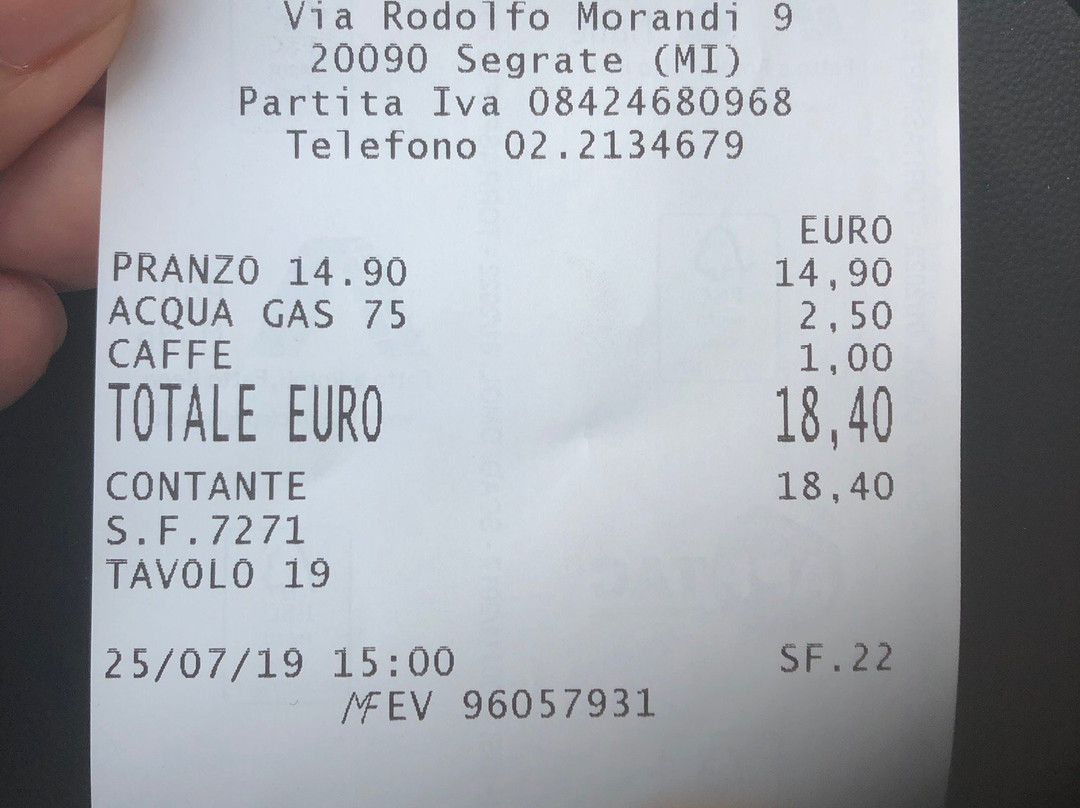 Via Rodolfo Morandi 9
20090 Segrate (MI)
Partita Iva 08424680968
Telefono 02.2134679
EURO
PRANZO 14.90 14,90
ACQUA GAS 75 2,50
CAFFE 1,00
TOTALE EURO 18,40
CONTANTE 18,40
S.F.7271
TAVOLO 19
25/07/19 15:00 SF.22
MFEV 96057931